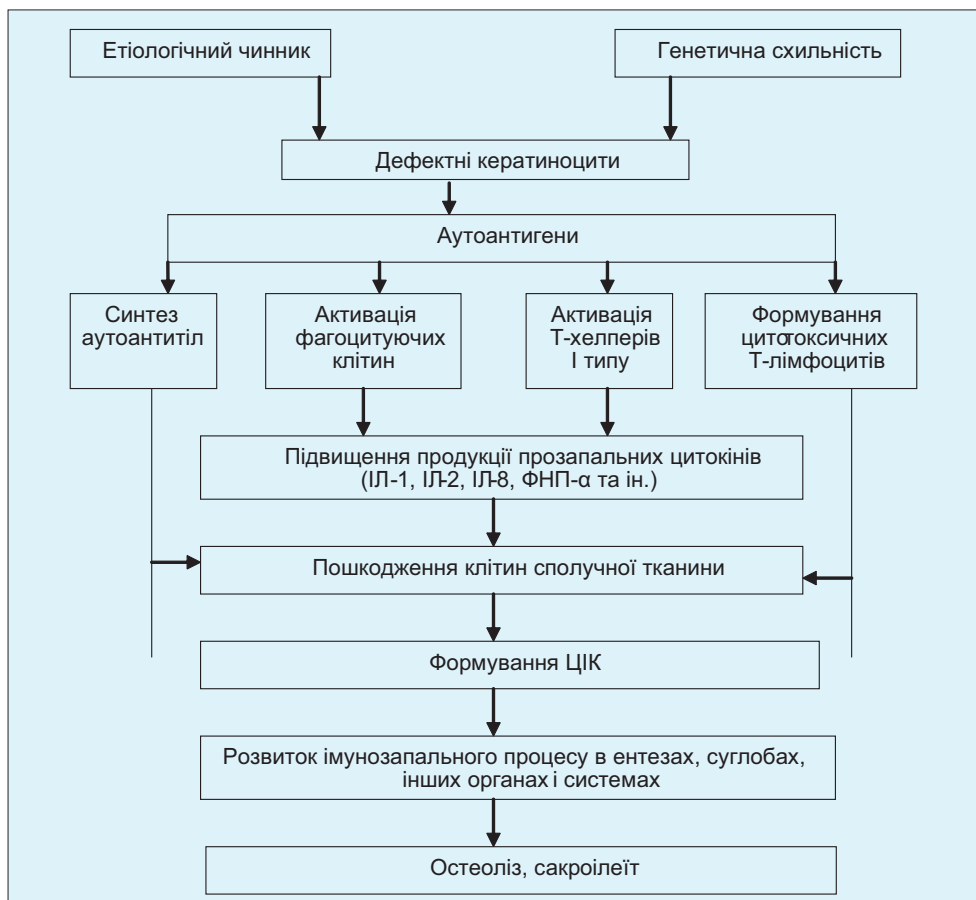 Етіологічний чинник
Генетична схильність
Дефектні кератиноцити
Аутоантигени
Синтез
аутоантитіл
Активація
фагоцитуючих
клітин
Активація
Т-хелперів
І типу
Формування
цитотоксичних
Т-лімфоцитів
Підвищення продукції прозапальних цитокінів
(ІЛ-1, ІЛ-2, ІЛ-8, ФНП-α та ін.)
Пошкодження клітин сполучної тканини
Формування ЦІК
Розвиток імунозапального процесу в ентезах, суглобах,
інших органах і системах
Остеоліз, сакроілеїт